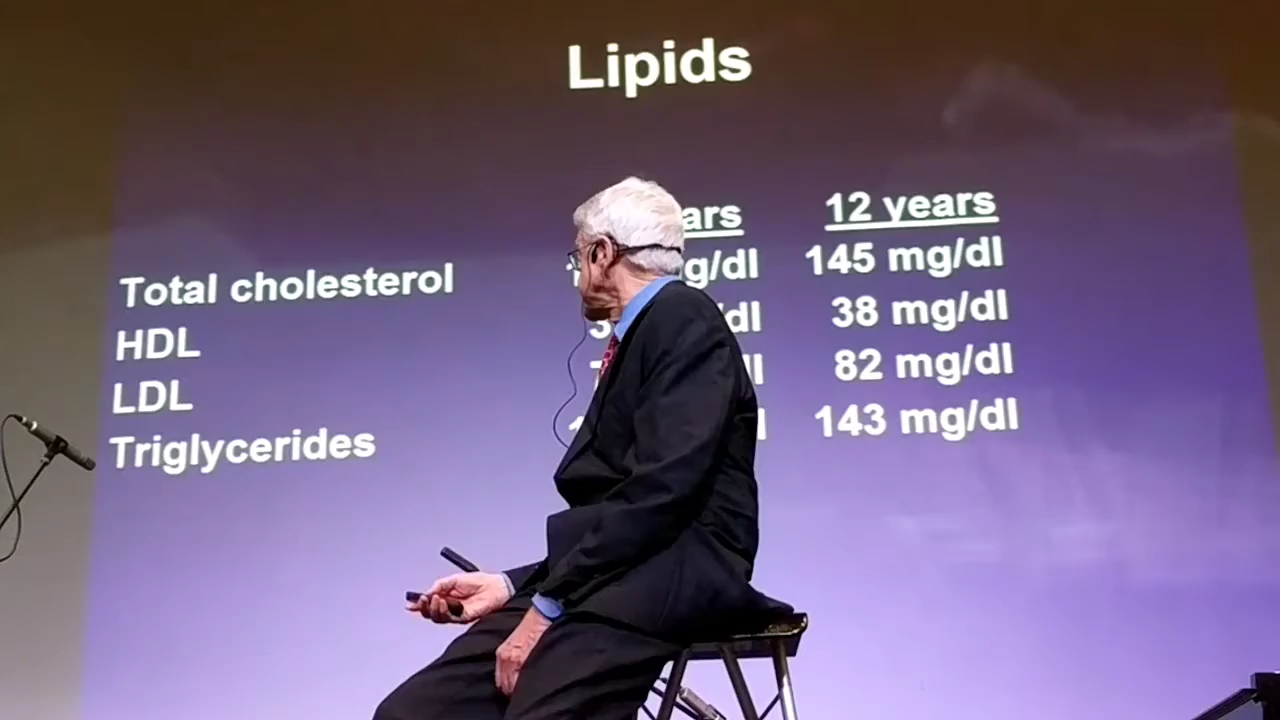 Lipids
12 years
Total cholesterol 145 mg/dl
HDL 38 mg/dl
LDL 82 mg/dl
Triglycerides 143 mg/dl